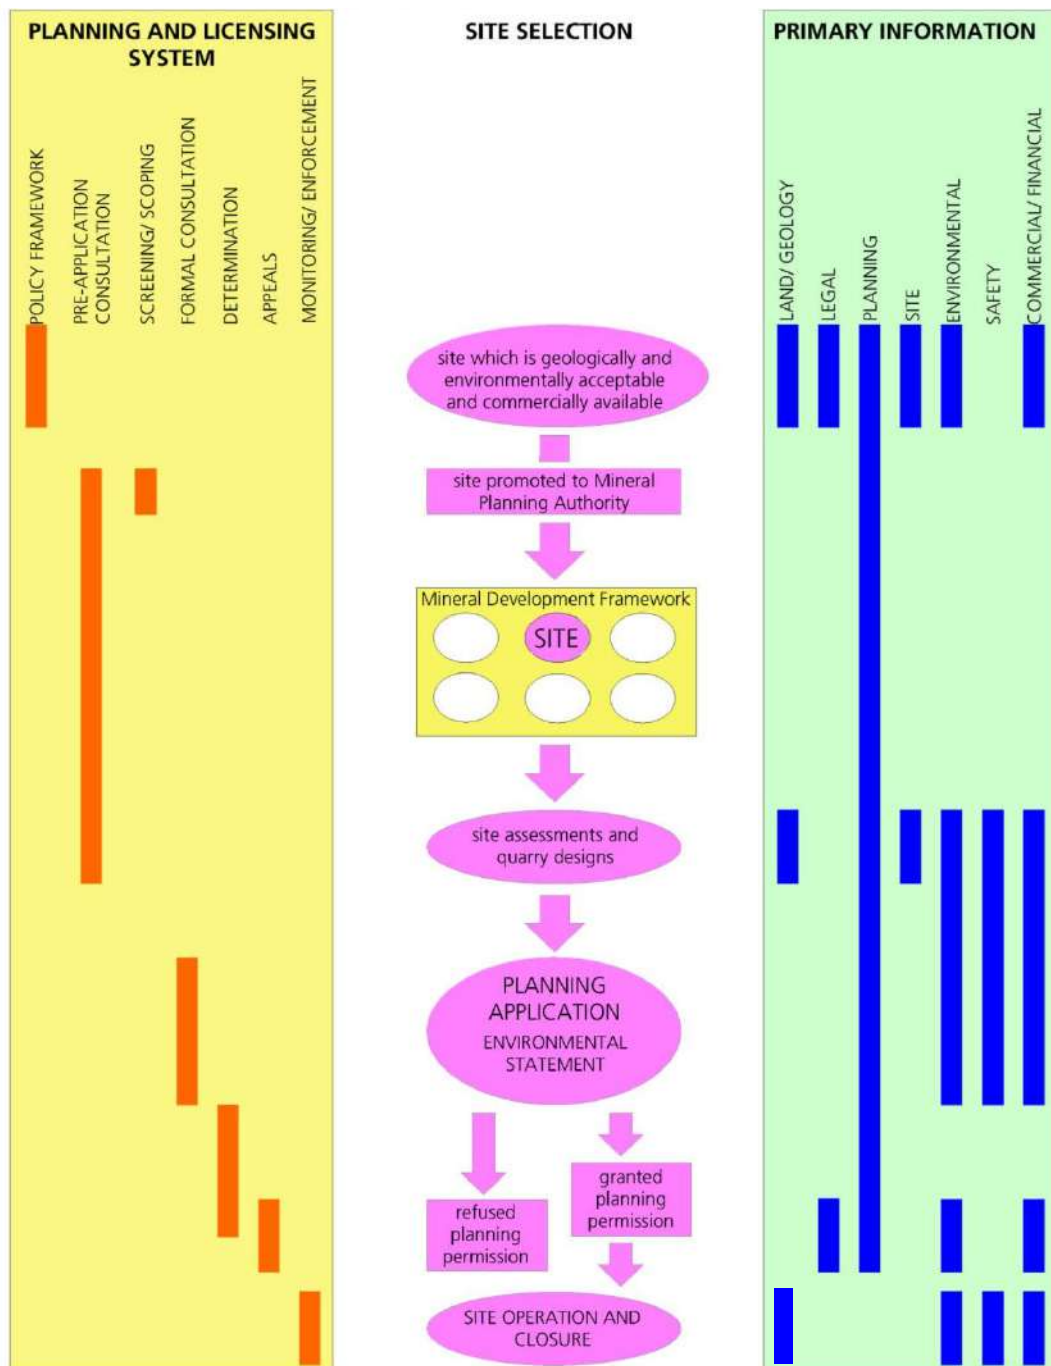 PLANNING AND LICENSING
SYSTEM
POLICY FRAMEWORK
PRE-APPLICATION
CONSULTATION
SCREENING/ SCOPING
FORMAL CONSULTATION
DETERMINATION
APPEALS
MONITORING/ ENFORCEMENT
SITE SELECTION
site which is geologically and
environmentally acceptable
and commercially available
site promoted to Mineral
Planning Authority
Mineral Development Framework
SITE
site assessments and
quarry designs
PLANNING
APPLICATION
ENVIRONMENTAL
STATEMENT
refused
planning
permission
granted
planning
permission
SITE OPERATION AND
CLOSURE
PRIMARY INFORMATION
LAND/ GEOLOGY
LEGAL
PLANNING
SITE
ENVIRONMENTAL
SAFETY
COMMERCIAL/ FINANCIAL